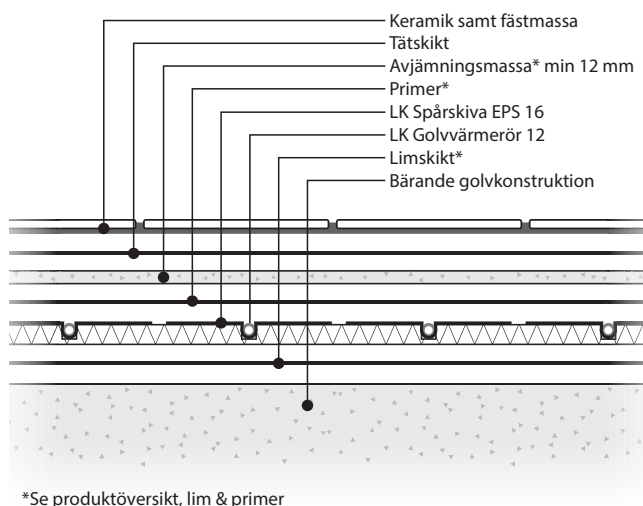 Keramik samt fästmassa
Tätskikt
Avjämningsmassa* min 12 mm
Primer*
LK Spårskiva EPS 16
LK Golvvärmerör 12
Limskikt*
Bärande golvkonstruktion
*Se produktöversikt, lim & primer